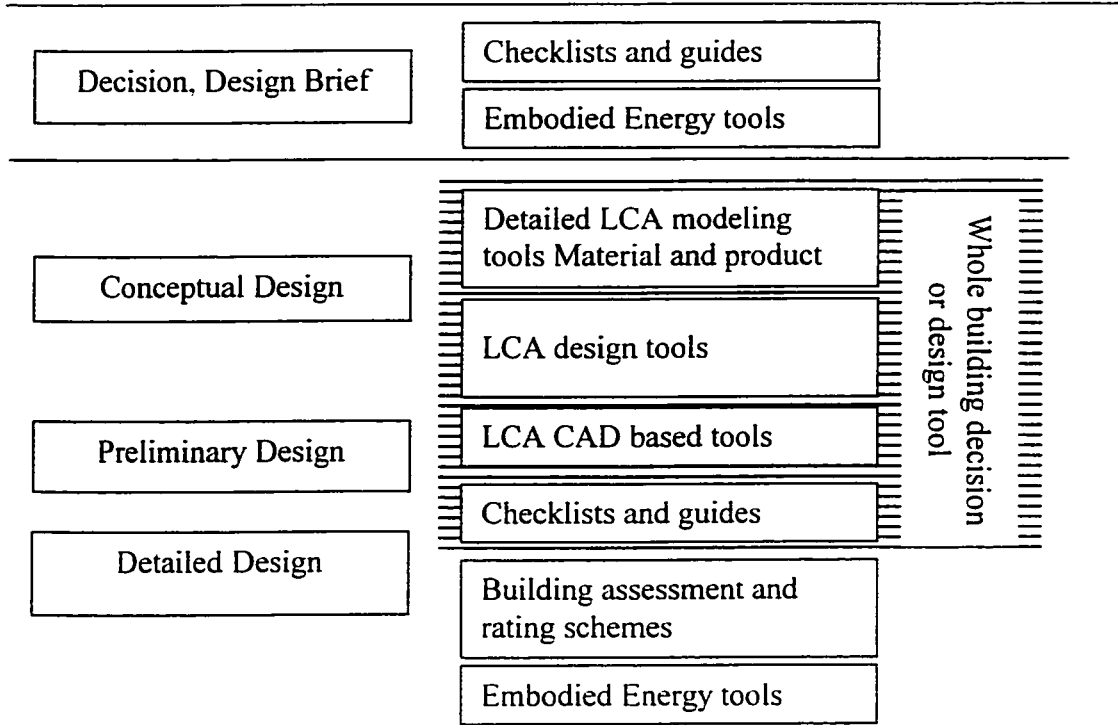 Decision, Design Brief
Checklists and guides
Embodied Energy tools
Conceptual Design
Detailed LCA modeling
tools Material and product
LCA design tools
Preliminary Design
LCA CAD based tools
Checklists and guides
Detailed Design
Building assessment and
rating schemes
Embodied Energy tools
Whole building decision
or design tool